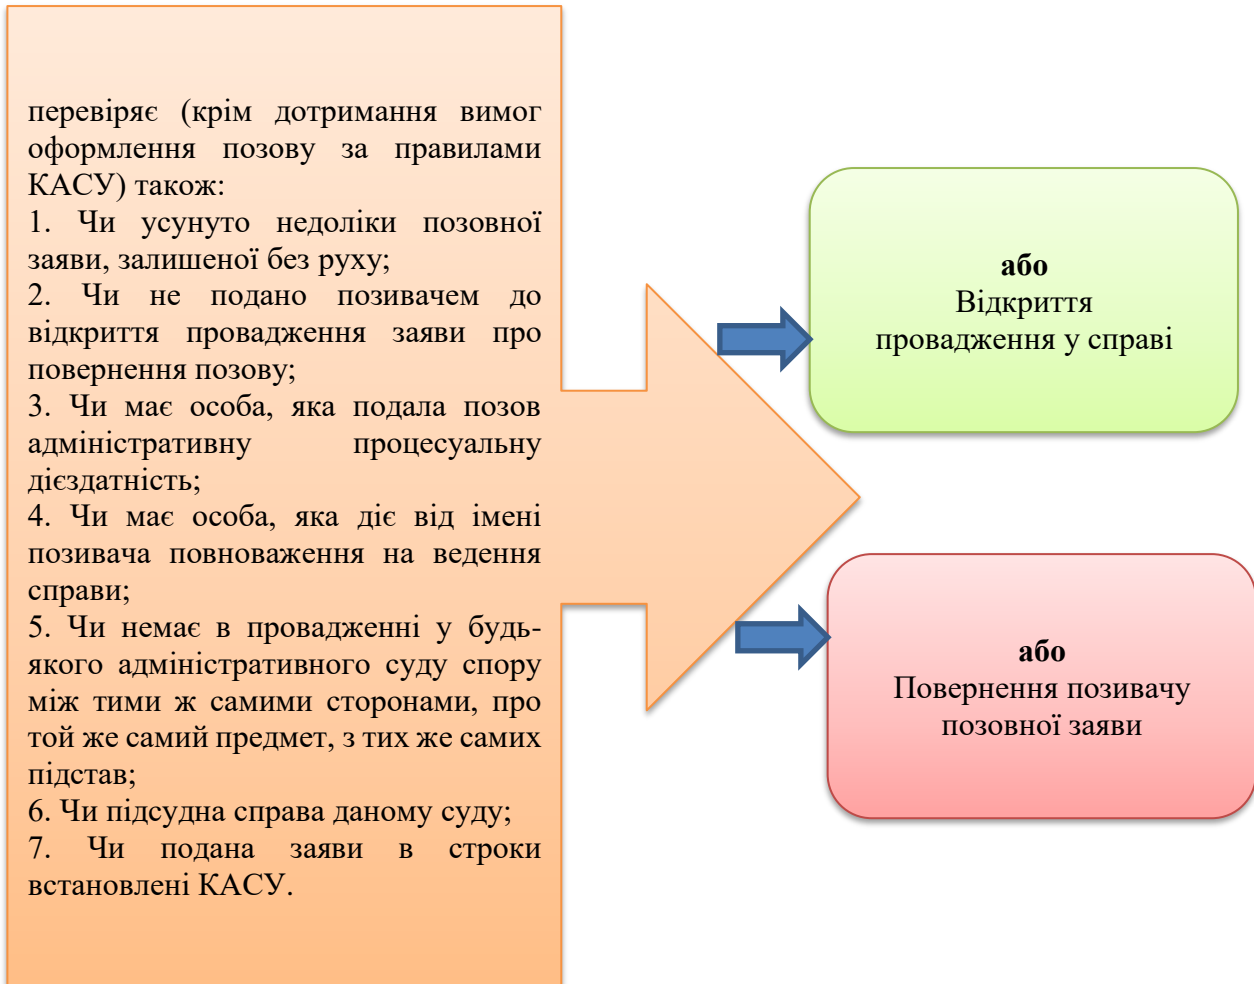 перевіряє (крім дотримання вимог
оформлення позову за правилами
КАСУ) також:
1. Чи усунуто недоліки позовної
заяви, залишеної без руху;
2. Чи не подано позивачем до
відкриття провадження заяви про
повернення позову;
3. Чи має особа, яка подала позов
адміністративну процесуальну
дієздатність;
4. Чи має особа, яка діє від імені
позивача повноваження на ведення
справи;
5. Чи немає в провадженні у будь-
якого адміністративного суду спору
між тими ж самими сторонами, про
той же самий предмет, з тих же самих
підстав;
6. Чи підсудна справа даному суду;
7. Чи подана заяви в строки
встановлені КАСУ.
або
Відкриття
провадження у справі
або
Повернення позивачу
позовної заяви